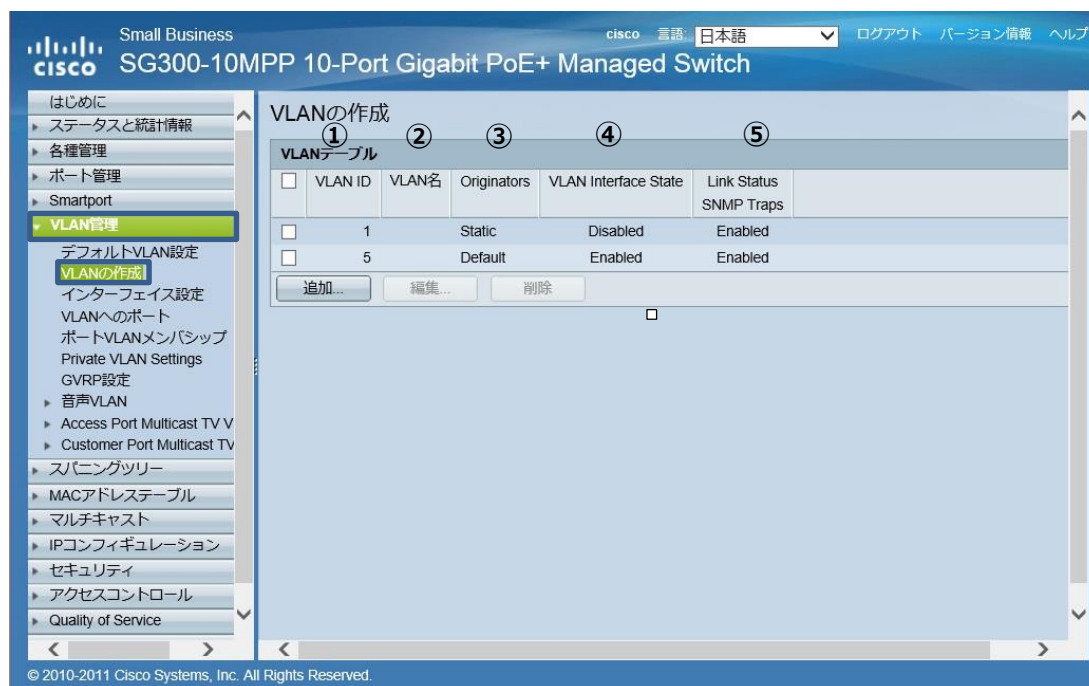 Small Business
cisco 言語: 日本語 ログアウト バージョン情報 ヘルプ
CISCO SG300-10MPP 10-Port Gigabit PoE+ Managed Switch
はじめに
ステータスと統計情報
各種管理
ポート管理
Smartport
VLAN管理
デフォルトVLAN設定
VLANの作成
インターフェイス設定
VLANへのポート
ポートVLANメンバシップ
Private VLAN Settings
GVRP設定
音声VLAN
Access Port Multicast TV V
Customer Port Multicast TV
スパニングツリー
MACアドレステーブル
マルチキャスト
IPコンフィギュレーション
セキュリティ
アクセスコントロール
Quality of Service
VLANの作成
① ② ③ ④ ⑤
VLANテーブル
VLAN ID VLAN名 Originators VLAN Interface State Link Status
SNMP Traps
1 Static Disabled Enabled
5 Default Enabled Enabled
追加... 編集... 削除
© 2010-2011 Cisco Systems, Inc. All Rights Reserved.